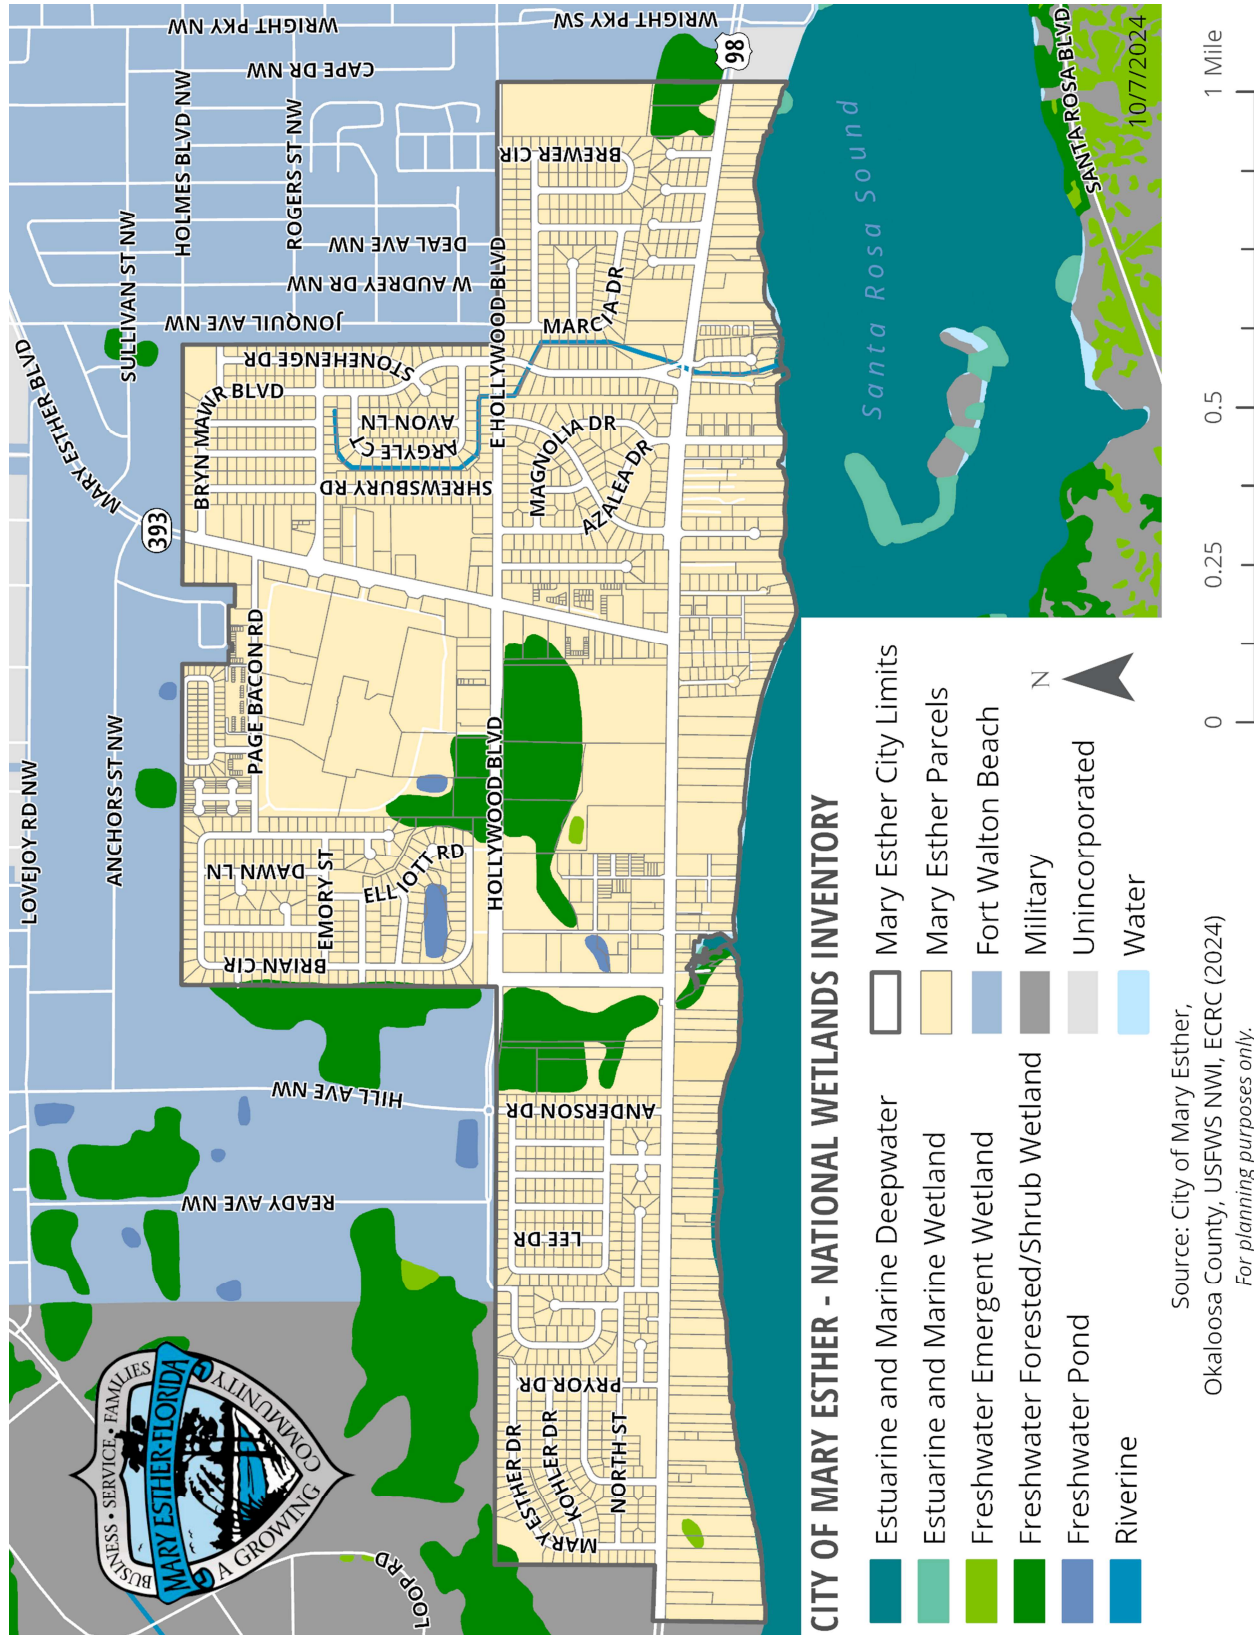 BUSINESS • SERVICE • FAMILIES
MARY ESTHER • FLORIDA
A GROWING COMMUNITY
LOOP RD
LOVEJOY RD NW
ANCHORS ST NW
READY AVE NW
HILL AVE NW
MARY ESTHER BLVD
393
SULLIVAN ST NW
HOLMES BLVD NW
ROGERS ST NW
JONQUIL AVE NW
W AUDREY DR NW
DEAL AVE NW
CAPE DR NW
WRIGHT PKY NW
WRIGHT PKY SW
98
BRIAN CIR
DAWN LN
EMORY ST
ELLIOTT RD
PAGE BACON RD
BRYN MAWR BLVD
STONEHENGE DR
AVON LN
ARGYLE CT
SHREWSBURY RD
HOLLYWOOD BLVD
E HOLLYWOOD BLVD
MARY ESTHER DR
KOHLER DR
MARY
NORTH ST
PRYOR DR
LEE DR
ANDERSON DR
MAGNOLIA DR
AZALEA DR
MARCIA DR
BREWER CIR
Santa Rosa Sound
SANTA ROSA BLVD
10/7/2024
CITY OF MARY ESTHER - NATIONAL WETLANDS INVENTORY
Estuarine and Marine Deepwater
Estuarine and Marine Wetland
Freshwater Emergent Wetland
Freshwater Forested/Shrub Wetland
Freshwater Pond
Riverine
Mary Esther City Limits
Mary Esther Parcels
Fort Walton Beach
Military
Unincorporated
Water
N
0 0.25 0.5 1 Mile
Source: City of Mary Esther,
Okaloosa County, USFWS NWI, ECRC (2024)
For planning purposes only.